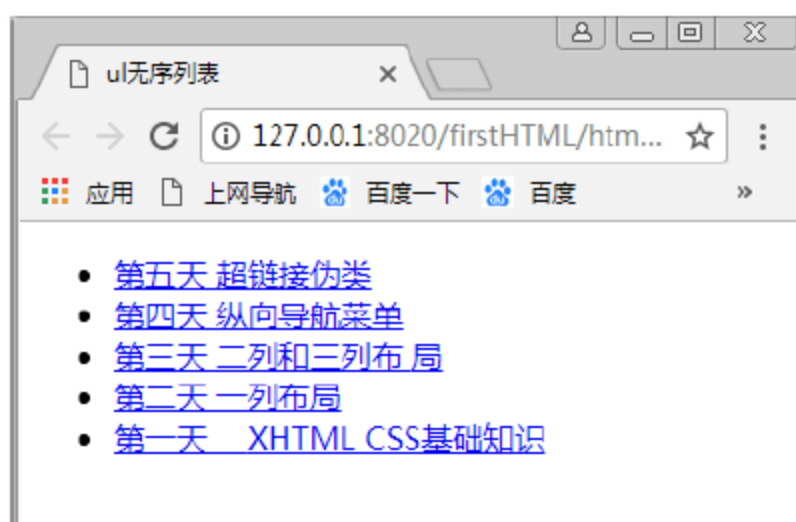 ul无序列表
127.0.0.1:8020/firstHTML/htm...
应用 上网导航 百度一下 百度 »
第五天 超链接伪类
第四天 纵向导航菜单
第三天 二列和三列布 局
第二天 一列布局
第一天　XHTML CSS基础知识